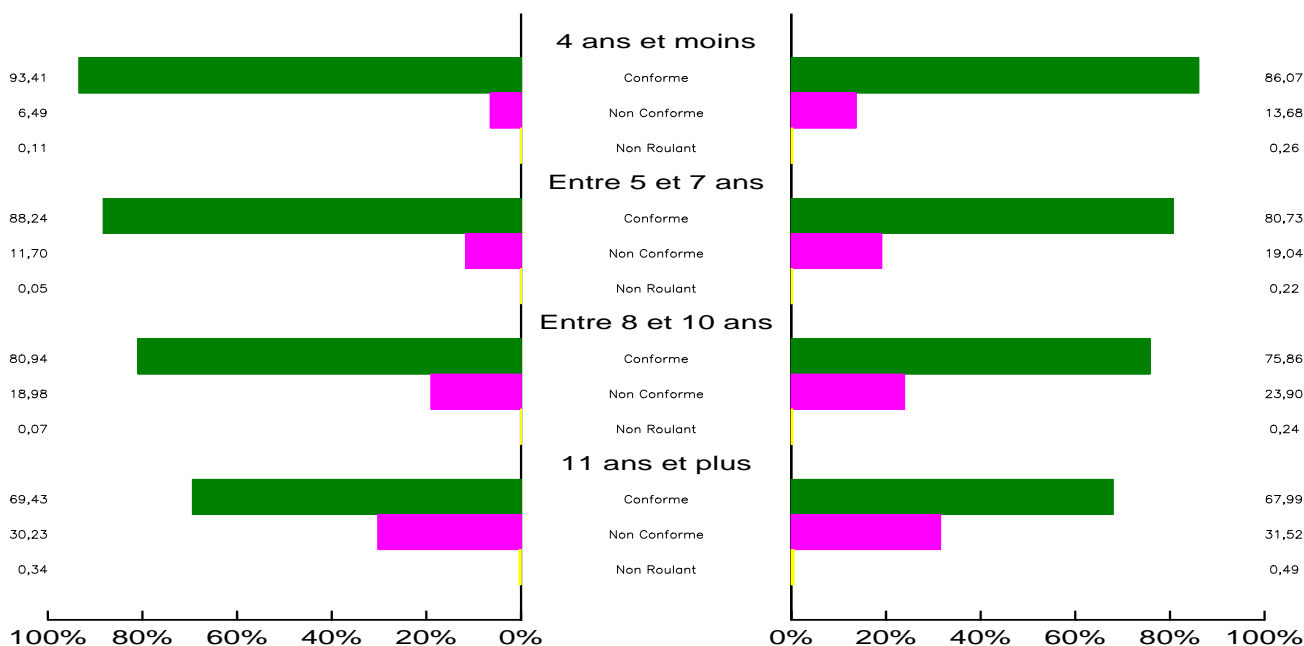 4 ans et moins
93,41 Conforme 86,07
6,49 Non Conforme 13,68
0,11 Non Roulant 0,26
Entre 5 et 7 ans
88,24 Conforme 80,73
11,70 Non Conforme 19,04
0,05 Non Roulant 0,22
Entre 8 et 10 ans
80,94 Conforme 75,86
18,98 Non Conforme 23,90
0,07 Non Roulant 0,24
11 ans et plus
69,43 Conforme 67,99
30,23 Non Conforme 31,52
0,34 Non Roulant 0,49
100% 80% 60% 40% 20% 0% 0% 20% 40% 60% 80% 100%